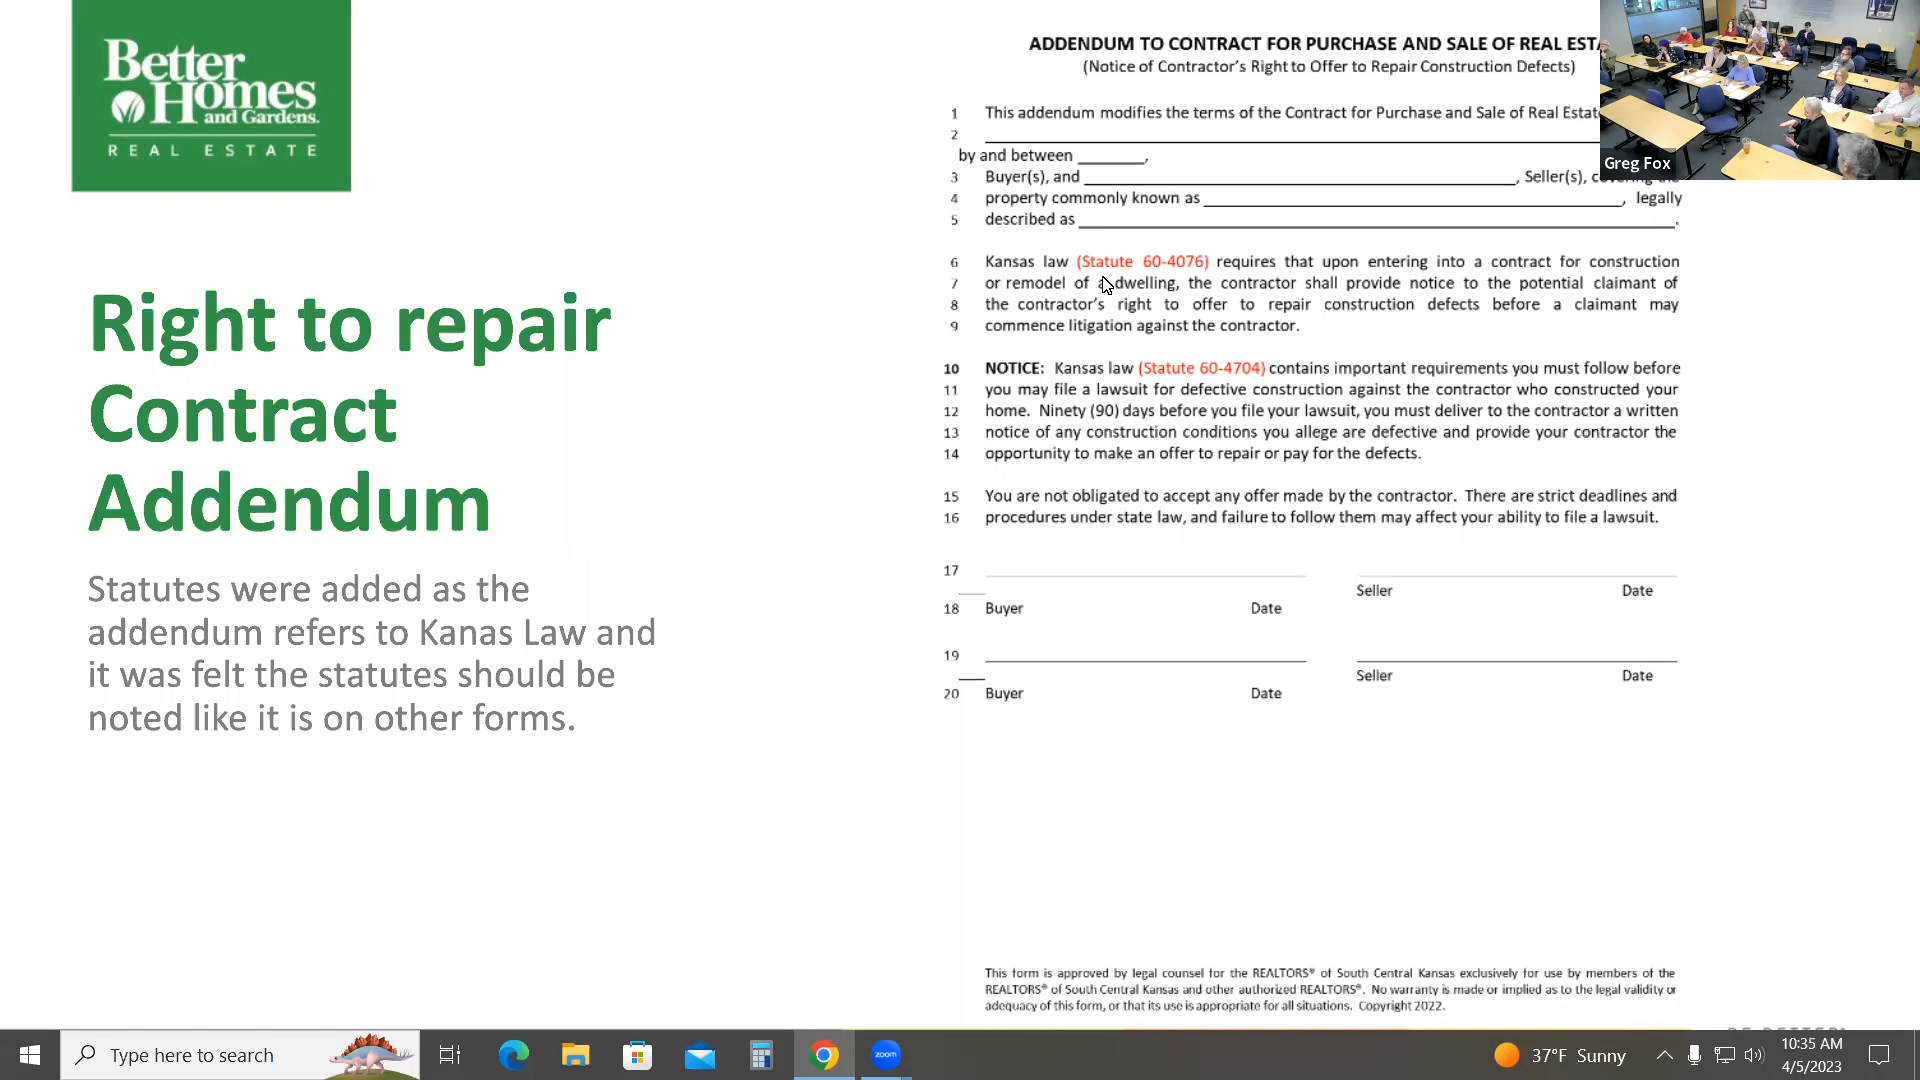 Better
Homes
and Gardens.
REAL ESTATE
Right to repair
Contract
Addendum
Statutes were added as the
addendum refers to Kanas Law and
it was felt the statutes should be
noted like it is on other forms.
ADDENDUM TO CONTRACT FOR PURCHASE AND SALE OF REAL ESTA
(Notice of Contractor's Right to Offer to Repair Construction Defects)
1 This addendum modifies the terms of the Contract for Purchase and Sale of Real Estat
2
by and between ________,
3 Buyer(s), and ________, Seller(s), covering the
4 property commonly known as ________, legally
5 described as ________.
6 Kansas law (Statute 60-4076) requires that upon entering into a contract for construction
7 or remodel of a dwelling, the contractor shall provide notice to the potential claimant of
8 the contractor's right to offer to repair construction defects before a claimant may
9 commence litigation against the contractor.
10 NOTICE: Kansas law (Statute 60-4704) contains important requirements you must follow before
11 you may file a lawsuit for defective construction against the contractor who constructed your
12 home. Ninety (90) days before you file your lawsuit, you must deliver to the contractor a written
13 notice of any construction conditions you allege are defective and provide your contractor the
14 opportunity to make an offer to repair or pay for the defects.
15 You are not obligated to accept any offer made by the contractor. There are strict deadlines and
16 procedures under state law, and failure to follow them may affect your ability to file a lawsuit.
17
Seller Date
18 Buyer Date
19
Seller Date
20 Buyer Date
This form is approved by legal counsel for the REALTORS® of South Central Kansas exclusively for use by members of the
REALTORS® of South Central Kansas and other authorized REALTORS®. No warranty is made or implied as to the legal validity or
adequacy of this form, or that its use is appropriate for all situations. Copyright 2022.
Greg Fox
Type here to search
zoom
37°F Sunny
10:35 AM
4/5/2023